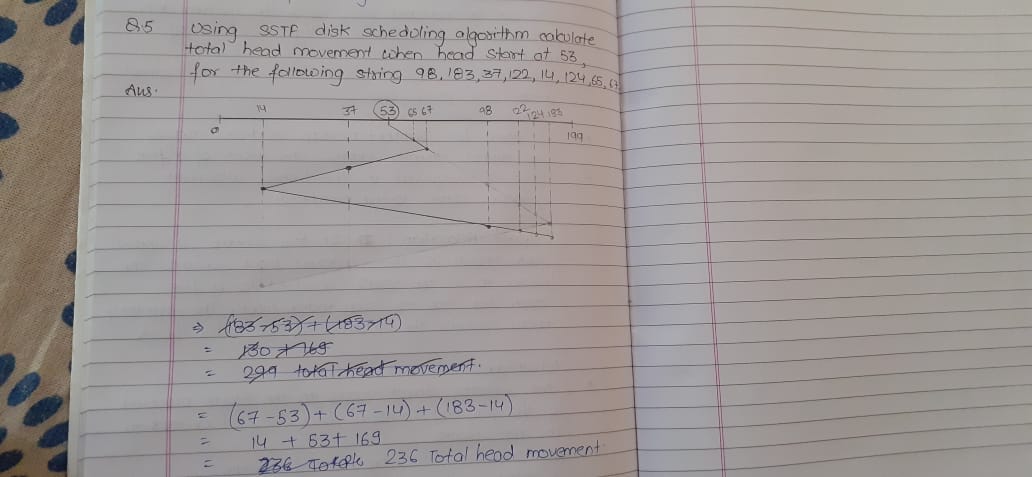 Q.5 Using SSTF disk scheduling algorithm calculate
total head movement when head start at 53,
for the following string 98, 183, 37, 122, 14, 124, 65, 67
Ans.
14 37 53 65 67 98 122 124 183
0 199
⇒ (183-53) + (183-14)
= 130 + 169
= 299 total head movement.
= (67-53) + (67-14) + (183-14)
= 14 + 53 + 169
= 236 Total 236 Total head movement